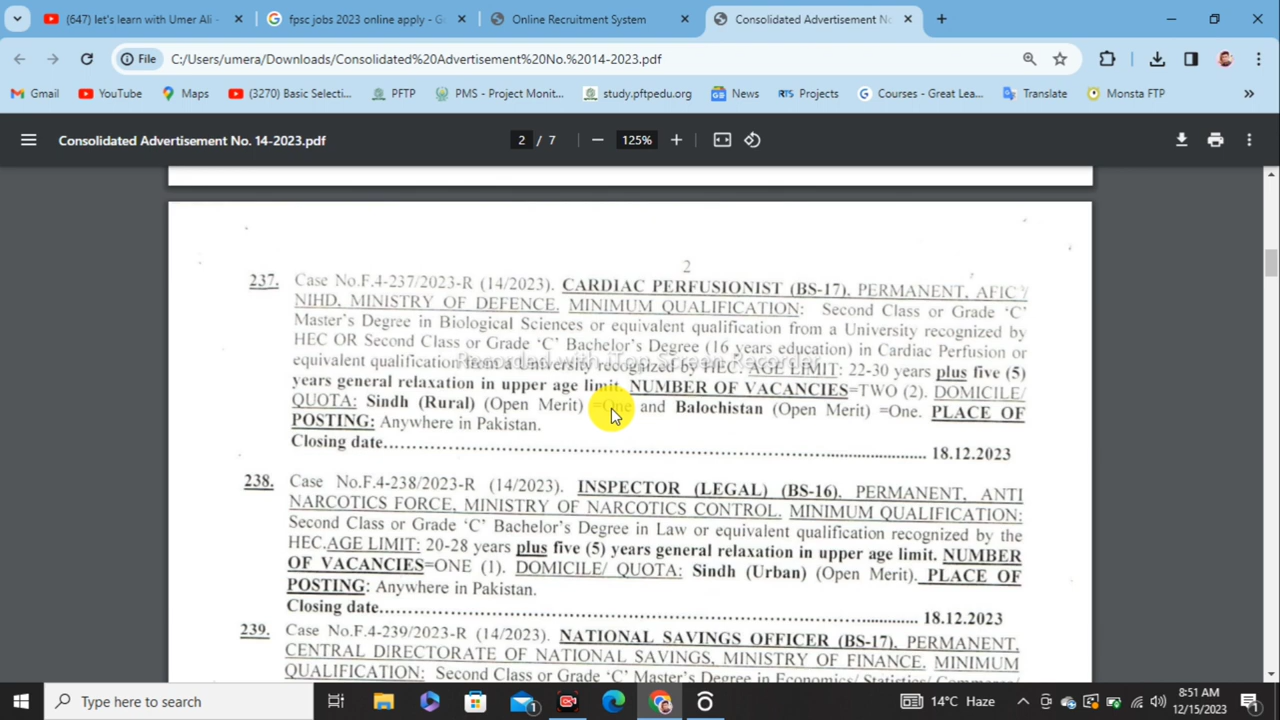 (647) let's learn with Umer Ali -
fpsc jobs 2023 online apply - Go
Online Recruitment System
Consolidated Advertisement No
File
C:/Users/umera/Downloads/Consolidated%20Advertisement%20No.%2014-2023.pdf
Gmail
YouTube
Maps
(3270) Basic Selecti...
PFTP
PMS - Project Monit...
study.pftpedu.org
News
RTS Projects
Courses - Great Lea...
Translate
Monsta FTP
»
Consolidated Advertisement No. 14-2023.pdf
2 / 7
125%
2
237. Case No.F.4-237/2023-R (14/2023). CARDIAC PERFUSIONIST (BS-17), PERMANENT, AFIC/
NIHD, MINISTRY OF DEFENCE. MINIMUM QUALIFICATION: Second Class or Grade 'C'
Master's Degree in Biological Sciences or equivalent qualification from a University recognized by
HEC OR Second Class or Grade 'C' Bachelor's Degree (16 years education) in Cardiac Perfusion or
equivalent qualification from a University recognized by HEC. AGE LIMIT: 22-30 years plus five (5)
Recorded with iTop Screen Recorder
years general relaxation in upper age limit. NUMBER OF VACANCIES=TWO (2). DOMICILE/
QUOTA: Sindh (Rural) (Open Merit) =One and Balochistan (Open Merit) =One. PLACE OF
POSTING: Anywhere in Pakistan.
Closing date.......................................................................................................... 18.12.2023
238. Case No.F.4-238/2023-R (14/2023). INSPECTOR (LEGAL) (BS-16), PERMANENT, ANTI
NARCOTICS FORCE, MINISTRY OF NARCOTICS CONTROL. MINIMUM QUALIFICATION:
Second Class or Grade 'C' Bachelor's Degree in Law or equivalent qualification recognized by the
HEC.AGE LIMIT: 20-28 years plus five (5) years general relaxation in upper age limit. NUMBER
OF VACANCIES=ONE (1). DOMICILE/ QUOTA: Sindh (Urban) (Open Merit). PLACE OF
POSTING: Anywhere in Pakistan.
Closing date.......................................................................................................... 18.12.2023
239. Case No.F.4-239/2023-R (14/2023). NATIONAL SAVINGS OFFICER (BS-17), PERMANENT,
CENTRAL DIRECTORATE OF NATIONAL SAVINGS, MINISTRY OF FINANCE. MINIMUM
QUALIFICATION: Second Class or Grade 'C' Master's Degree in Economics/ Statistics/ Commerce/
Type here to search
1
14°C Haze
8:51 AM
12/15/2023
1